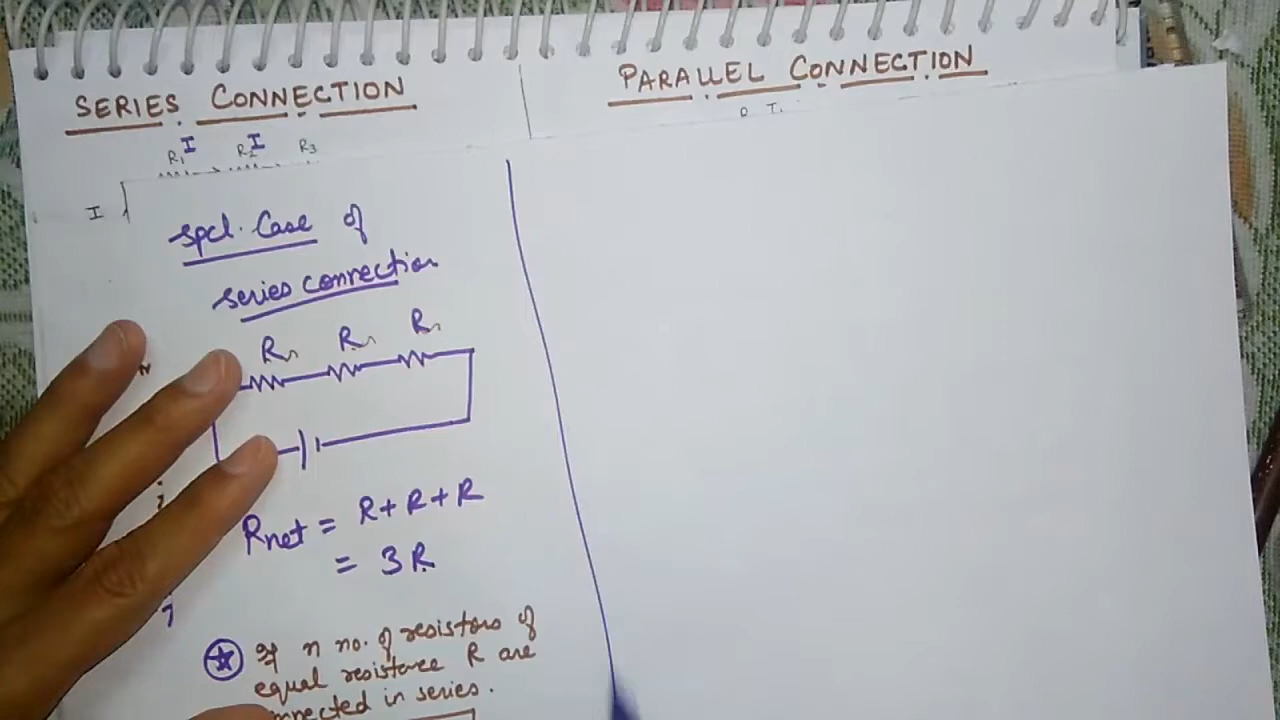 SERIES CONNECTION
PARALLEL CONNECTION
R₁ I R₂ I R₃
I
Spcl. Case of
series connection
R R R
Rnet = R+R+R
= 3R
If n no. of resistors of
equal resistance R are
connected in series.